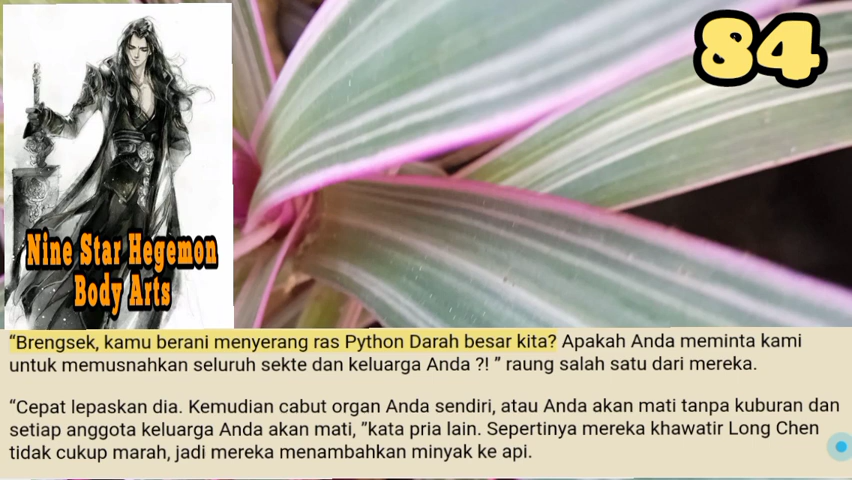 84
Nine Star Hegemon
Body Arts
“Brengsek, kamu berani menyerang ras Python Darah besar kita? Apakah Anda meminta kami
untuk memusnahkan seluruh sekte dan keluarga Anda ?! ” raung salah satu dari mereka.
“Cepat lepaskan dia. Kemudian cabut organ Anda sendiri, atau Anda akan mati tanpa kuburan dan
setiap anggota keluarga Anda akan mati, ”kata pria lain. Sepertinya mereka khawatir Long Chen
tidak cukup marah, jadi mereka menambahkan minyak ke api.